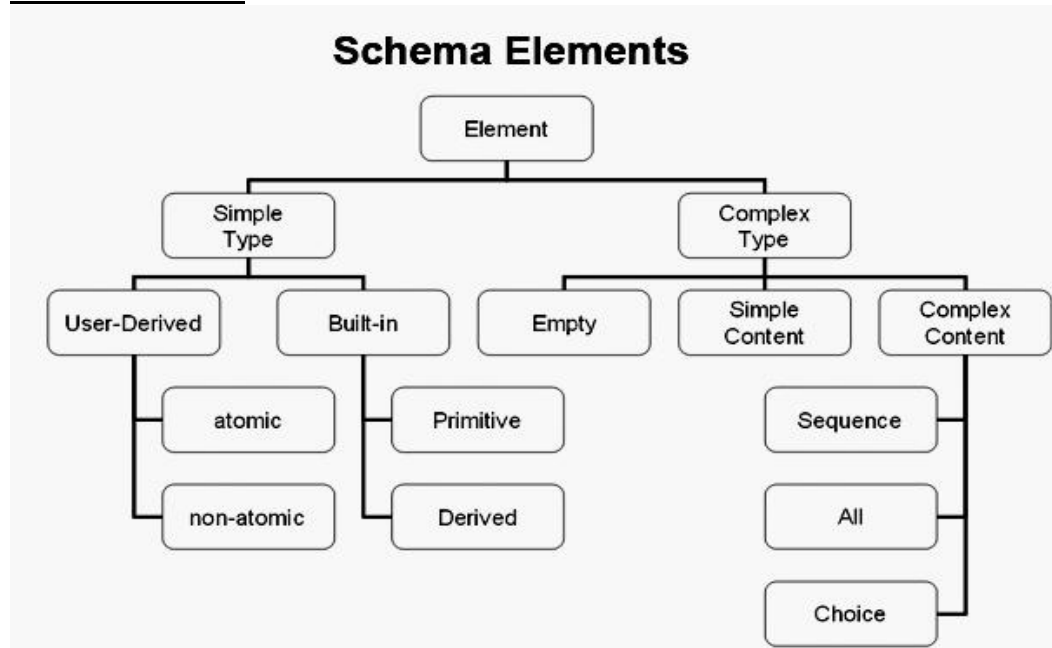 Schema Elements
Element
Simple
Type
Complex
Type
User-Derived
Built-in
Empty
Simple
Content
Complex
Content
atomic
Primitive
Sequence
non-atomic
Derived
All
Choice